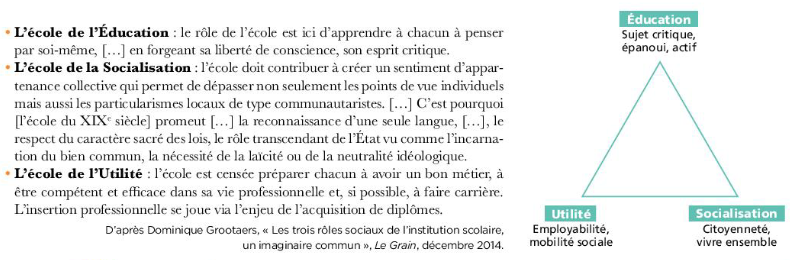 • L'école de l'Éducation : le rôle de l'école est ici d'apprendre à chacun à penser
par soi-même, […] en forgeant sa liberté de conscience, son esprit critique.
• L'école de la Socialisation : l'école doit contribuer à créer un sentiment d'appar-
tenance collective qui permet de dépasser non seulement les points de vue individuels
mais aussi les particularismes locaux de type communautaristes. […] C'est pourquoi
[l'école du XIXe siècle] promeut […] la reconnaissance d'une seule langue, […], le
respect du caractère sacré des lois, le rôle transcendant de l'État vu comme l'incarna-
tion du bien commun, la nécessité de la laïcité ou de la neutralité idéologique.
• L'école de l'Utilité : l'école est censée préparer chacun à avoir un bon métier, à
être compétent et efficace dans sa vie professionnelle et, si possible, à faire carrière.
L'insertion professionnelle se joue via l'enjeu de l'acquisition de diplômes.
D'après Dominique Grootaers, « Les trois rôles sociaux de l'institution scolaire,
un imaginaire commun », Le Grain, décembre 2014.
Éducation
Sujet critique,
épanoui, actif
Utilité
Employabilité,
mobilité sociale
Socialisation
Citoyenneté,
vivre ensemble